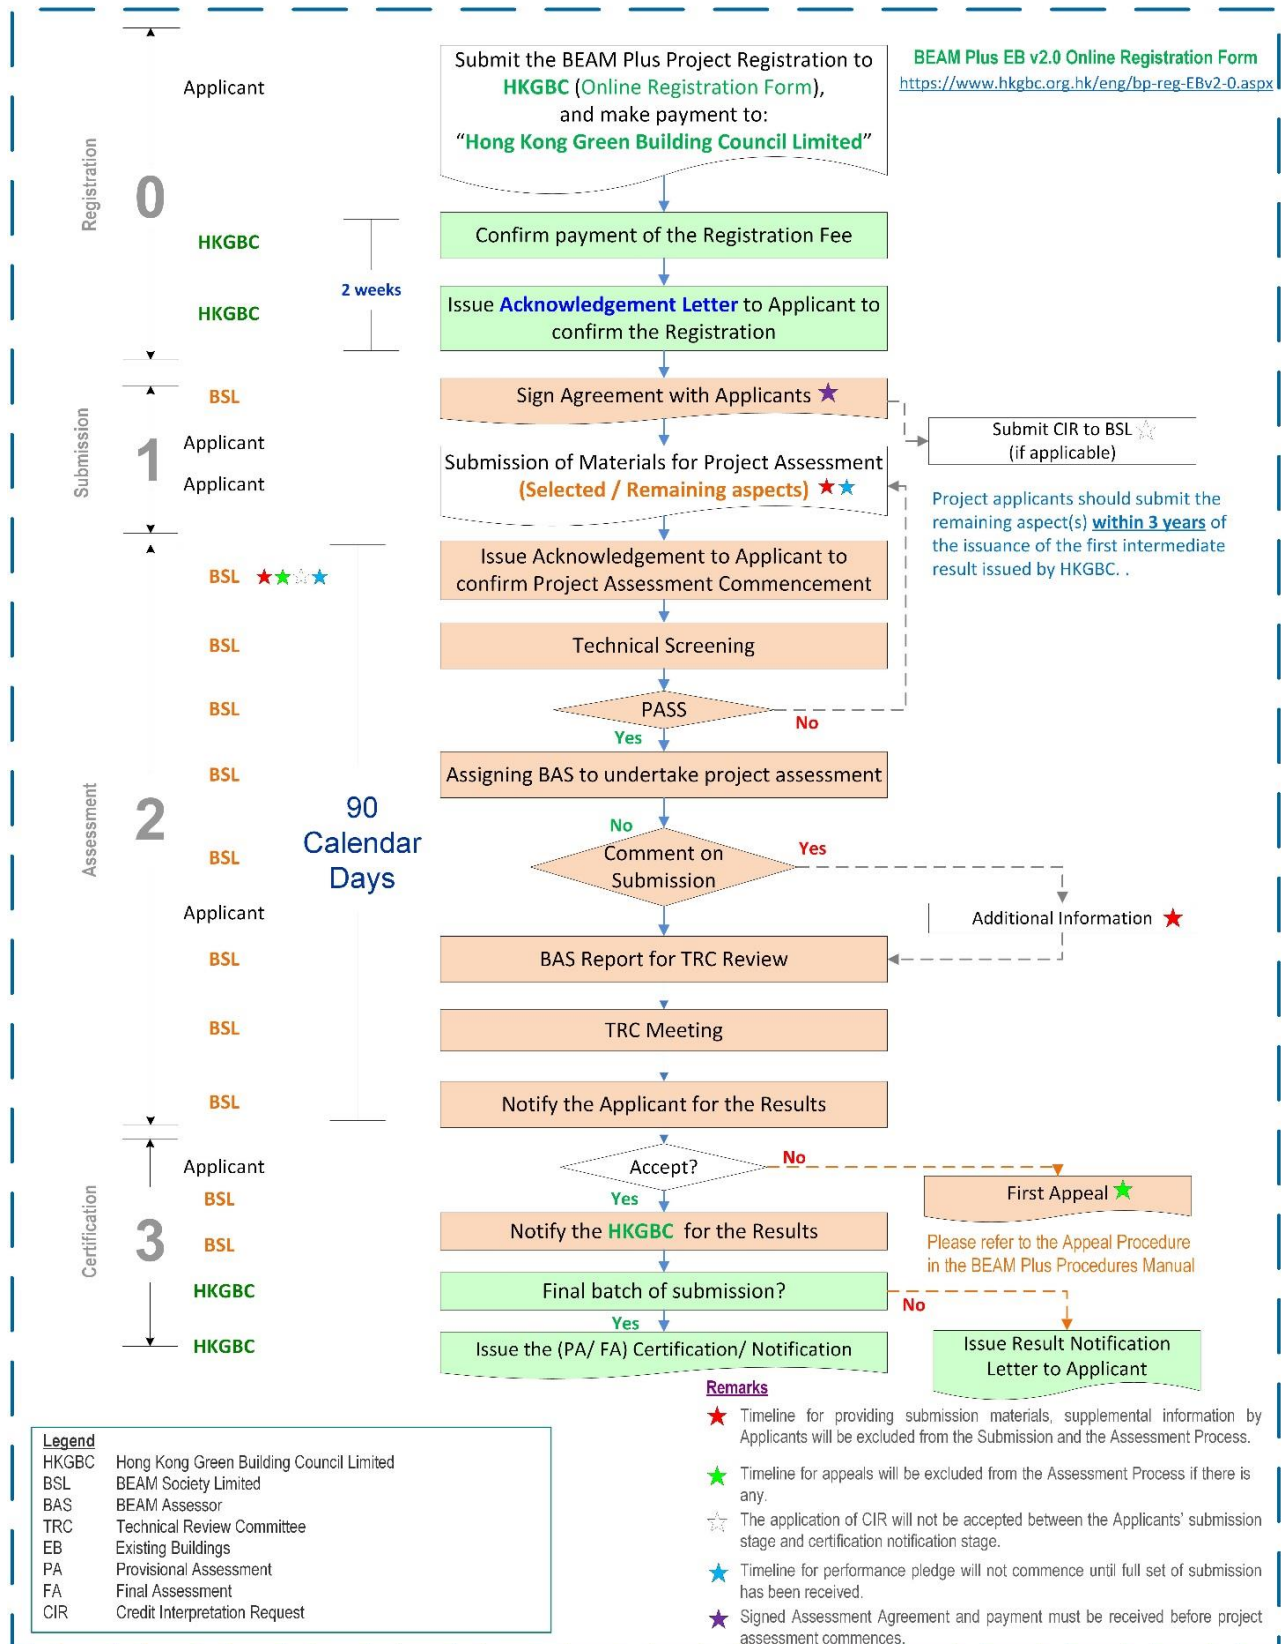 Submit the BEAM Plus Project Registration to
HKGBC (Online Registration Form),
and make payment to:
“Hong Kong Green Building Council Limited”
BEAM Plus EB v2.0 Online Registration Form
https://www.hkgbc.org.hk/eng/bp-reg-EBv2-0.aspx
Registration
0
Applicant
HKGBC
Confirm payment of the Registration Fee
2 weeks
HKGBC
Issue Acknowledgement Letter to Applicant to
confirm the Registration
Submission
1
BSL
Sign Agreement with Applicants
Submit CIR to BSL
(if applicable)
Applicant
Applicant
Submission of Materials for Project Assessment
(Selected / Remaining aspects)
Project applicants should submit the
remaining aspect(s) within 3 years of
the issuance of the first intermediate
result issued by HKGBC. .
Assessment
2
90
Calendar
Days
BSL
Issue Acknowledgement to Applicant to
confirm Project Assessment Commencement
BSL
Technical Screening
BSL
PASS
No
Yes
BSL
Assigning BAS to undertake project assessment
No
BSL
Comment on
Submission
Yes
Applicant
Additional Information
BSL
BAS Report for TRC Review
BSL
TRC Meeting
BSL
Notify the Applicant for the Results
Certification
3
Applicant
Accept?
No
Yes
BSL
First Appeal
Please refer to the Appeal Procedure
in the BEAM Plus Procedures Manual
BSL
Notify the HKGBC for the Results
HKGBC
Final batch of submission?
No
Yes
HKGBC
Issue the (PA/ FA) Certification/ Notification
Issue Result Notification
Letter to Applicant
Legend
HKGBC Hong Kong Green Building Council Limited
BSL BEAM Society Limited
BAS BEAM Assessor
TRC Technical Review Committee
EB Existing Buildings
PA Provisional Assessment
FA Final Assessment
CIR Credit Interpretation Request
Remarks
Timeline for providing submission materials, supplemental information by
Applicants will be excluded from the Submission and the Assessment Process.
Timeline for appeals will be excluded from the Assessment Process if there is
any.
The application of CIR will not be accepted between the Applicants' submission
stage and certification notification stage.
Timeline for performance pledge will not commence until full set of submission
has been received.
Signed Assessment Agreement and payment must be received before project
assessment commences.